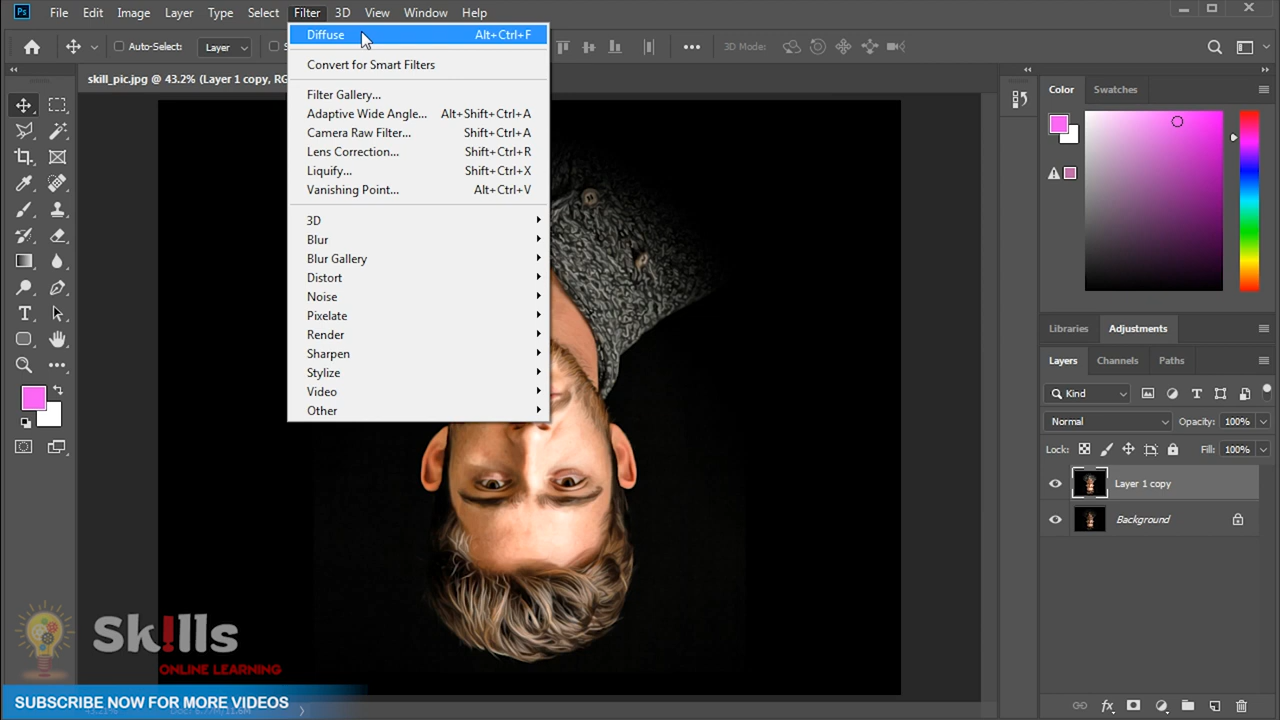 Ps File Edit Image Layer Type Select Filter 3D View Window Help
Auto-Select: Layer 3D Mode:
skill_pic.jpg @ 43.2% (Layer 1 copy, RG
Diffuse Alt+Ctrl+F
Convert for Smart Filters
Filter Gallery...
Adaptive Wide Angle... Alt+Shift+Ctrl+A
Camera Raw Filter... Shift+Ctrl+A
Lens Correction... Shift+Ctrl+R
Liquify... Shift+Ctrl+X
Vanishing Point... Alt+Ctrl+V
3D
Blur
Blur Gallery
Distort
Noise
Pixelate
Render
Sharpen
Stylize
Video
Other
Color Swatches
Libraries Adjustments
Layers Channels Paths
Kind
Normal Opacity: 100%
Lock: Fill: 100%
Layer 1 copy
Background
Sk!lls
ONLINE LEARNING
SUBSCRIBE NOW FOR MORE VIDEOS